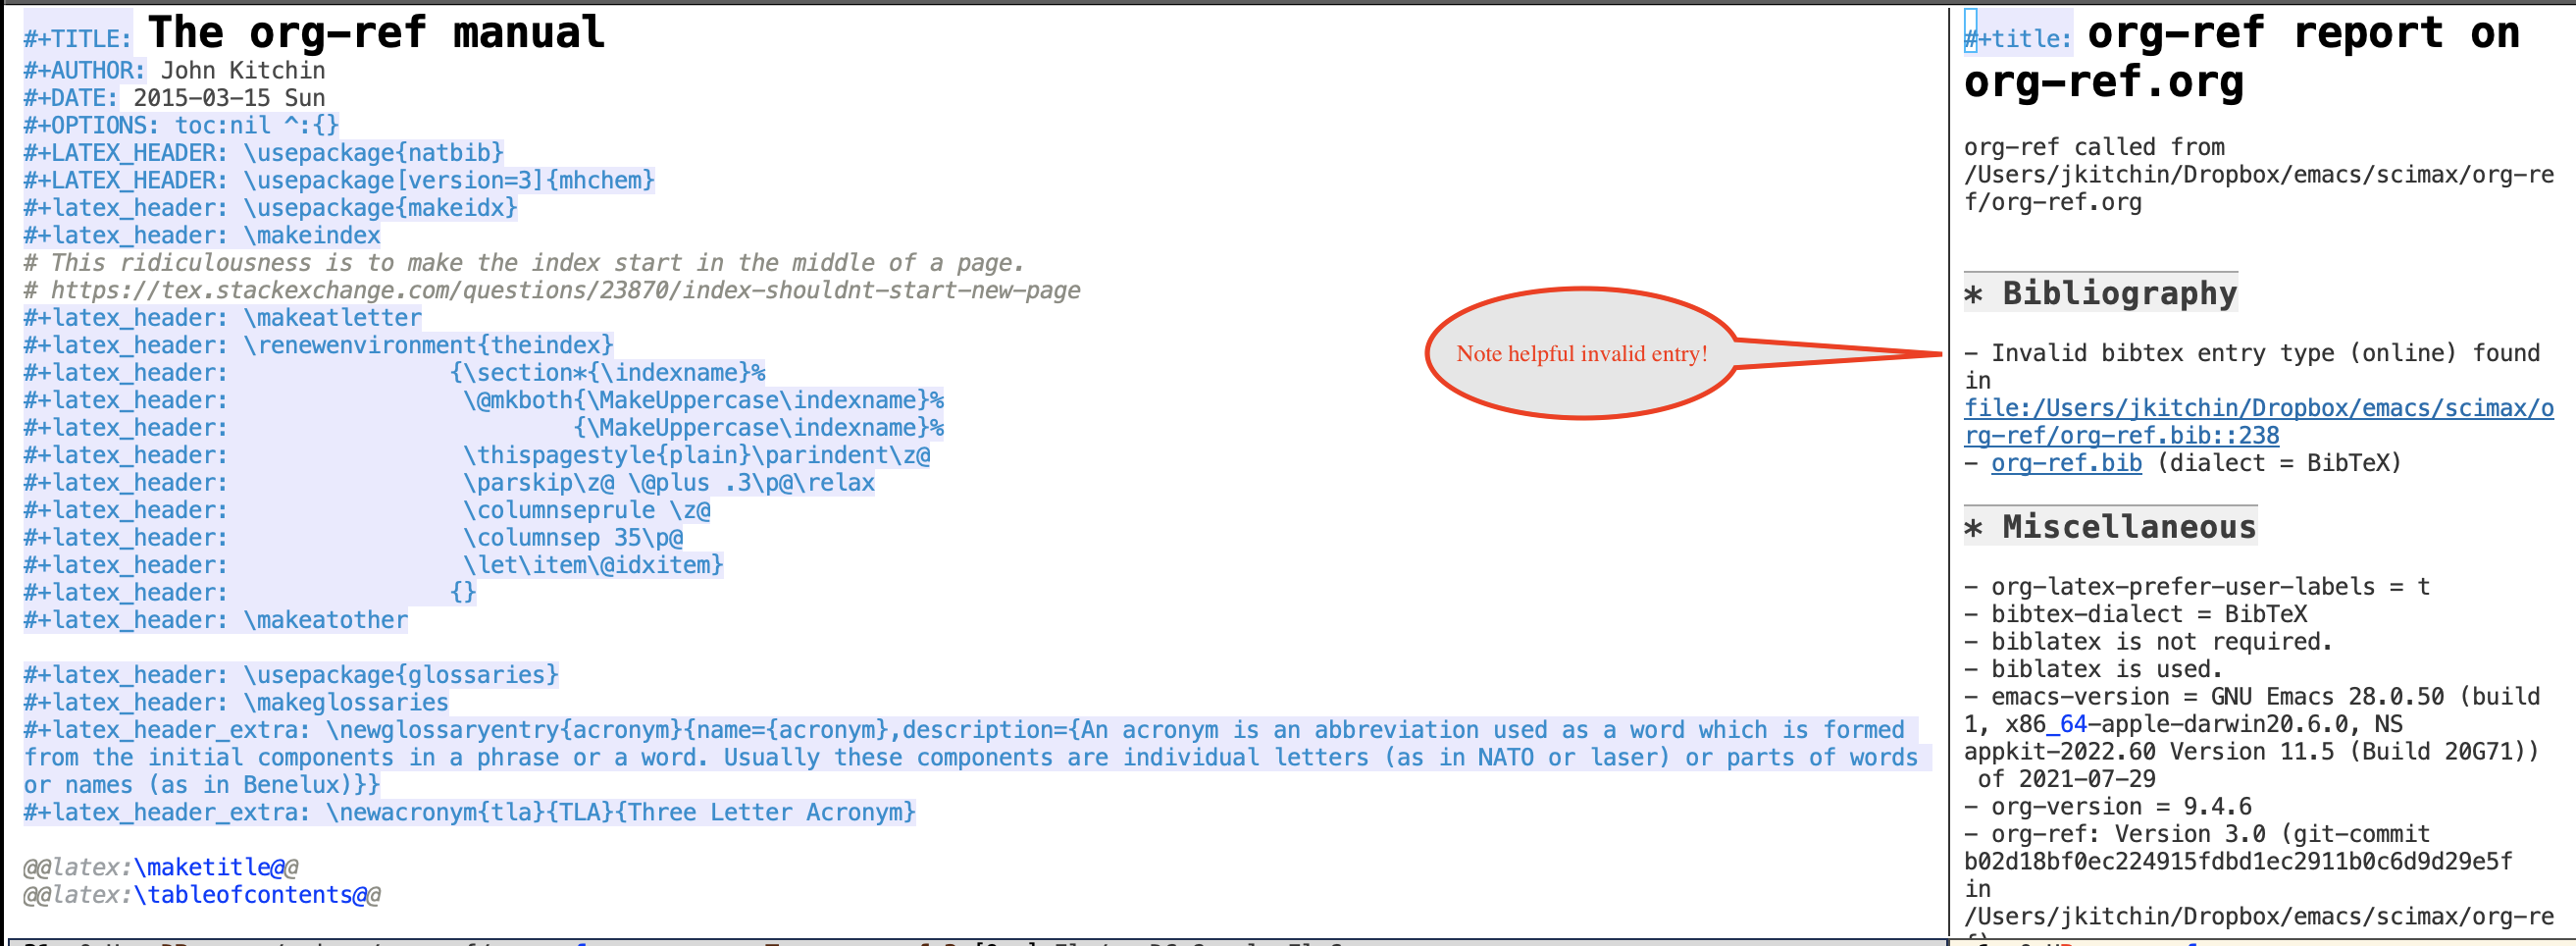 #+TITLE: The org-ref manual
#+AUTHOR: John Kitchin
#+DATE: 2015-03-15 Sun
#+OPTIONS: toc:nil ^:{}
#+LATEX_HEADER: \usepackage{natbib}
#+LATEX_HEADER: \usepackage[version=3]{mhchem}
#+latex_header: \usepackage{makeidx}
#+latex_header: \makeindex
# This ridiculousness is to make the index start in the middle of a page.
# https://tex.stackexchange.com/questions/23870/index-shouldnt-start-new-page
#+latex_header: \makeatletter
#+latex_header: \renewenvironment{theindex}
#+latex_header:                {\section*{\indexname}%
#+latex_header:                 \@mkboth{\MakeUppercase\indexname}%
#+latex_header:                         {\MakeUppercase\indexname}%
#+latex_header:                 \thispagestyle{plain}\parindent\z@
#+latex_header:                 \parskip\z@ \@plus .3\p@\relax
#+latex_header:                 \columnseprule \z@
#+latex_header:                 \columnsep 35\p@
#+latex_header:                 \let\item\@idxitem}
#+latex_header:                {}
#+latex_header: \makeatother
#+latex_header: \usepackage{glossaries}
#+latex_header: \makeglossaries
#+latex_header_extra: \newglossaryentry{acronym}{name={acronym},description={An acronym is an abbreviation used as a word which is formed
from the initial components in a phrase or a word. Usually these components are individual letters (as in NATO or laser) or parts of words
or names (as in Benelux)}}
#+latex_header_extra: \newacronym{tla}{TLA}{Three Letter Acronym}
@@latex:\maketitle@@
@@latex:\tableofcontents@@
Note helpful invalid entry!
#+title: org-ref report on
org-ref.org
org-ref called from
/Users/jkitchin/Dropbox/emacs/scimax/org-re
f/org-ref.org
* Bibliography
- Invalid bibtex entry type (online) found
in
file:/Users/jkitchin/Dropbox/emacs/scimax/o
rg-ref/org-ref.bib::238
- org-ref.bib (dialect = BibTeX)
* Miscellaneous
- org-latex-prefer-user-labels = t
- bibtex-dialect = BibTeX
- biblatex is not required.
- biblatex is used.
- emacs-version = GNU Emacs 28.0.50 (build
1, x86_64-apple-darwin20.6.0, NS
appkit-2022.60 Version 11.5 (Build 20G71))
 of 2021-07-29
- org-version = 9.4.6
- org-ref: Version 3.0 (git-commit
b02d18bf0ec224915fdbd1ec2911b0c6d9d29e5f
in
/Users/jkitchin/Dropbox/emacs/scimax/org-re